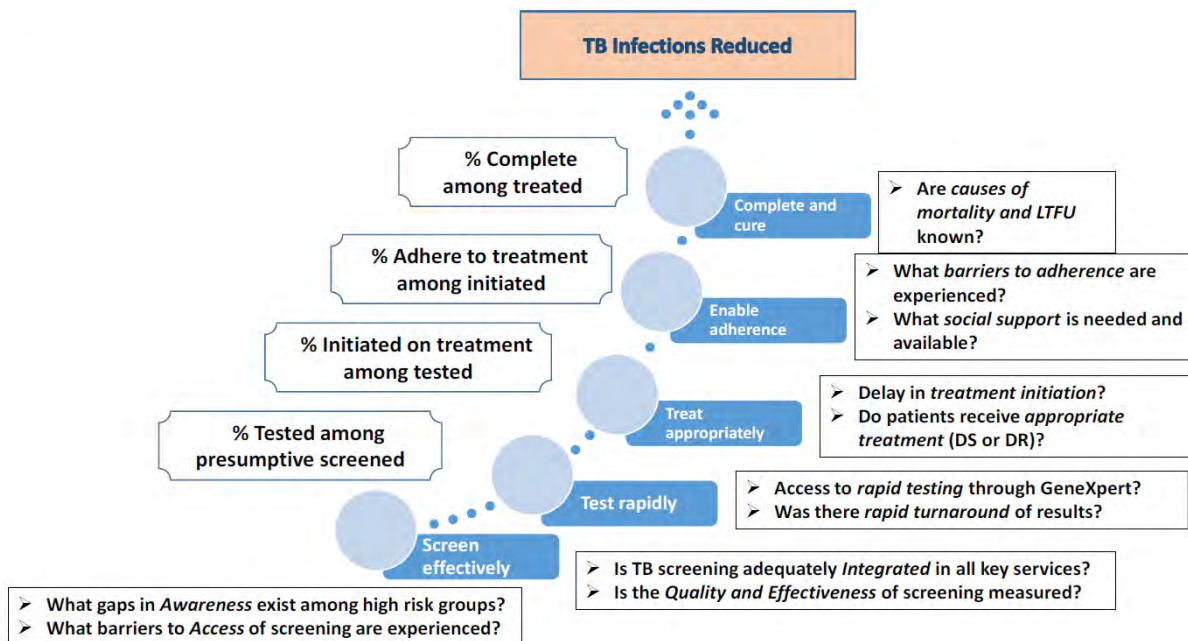 TB Infections Reduced
% Complete
among treated
Complete and
cure
➢ Are causes of
mortality and LTFU
known?
% Adhere to treatment
among initiated
Enable
adherence
➢ What barriers to adherence are
experienced?
➢ What social support is needed and
available?
% Initiated on treatment
among tested
Treat
appropriately
➢ Delay in treatment initiation?
➢ Do patients receive appropriate
treatment (DS or DR)?
% Tested among
presumptive screened
Test rapidly
➢ Access to rapid testing through GeneXpert?
➢ Was there rapid turnaround of results?
Screen
effectively
➢ Is TB screening adequately Integrated in all key services?
➢ Is the Quality and Effectiveness of screening measured?
➢ What gaps in Awareness exist among high risk groups?
➢ What barriers to Access of screening are experienced?